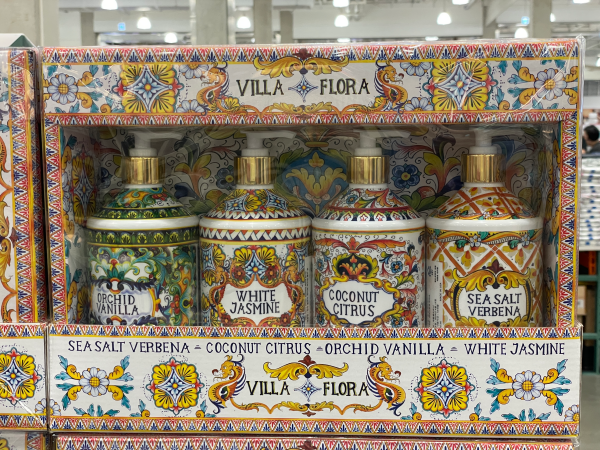 VILLA FLORA
ORCHID
VANILLA
WHITE
JASMINE
COCONUT
CITRUS
SEA SALT
VERBENA
SEA SALT VERBENA - COCONUT CITRUS - ORCHID VANILLA - WHITE JASMINE
VILLA FLORA